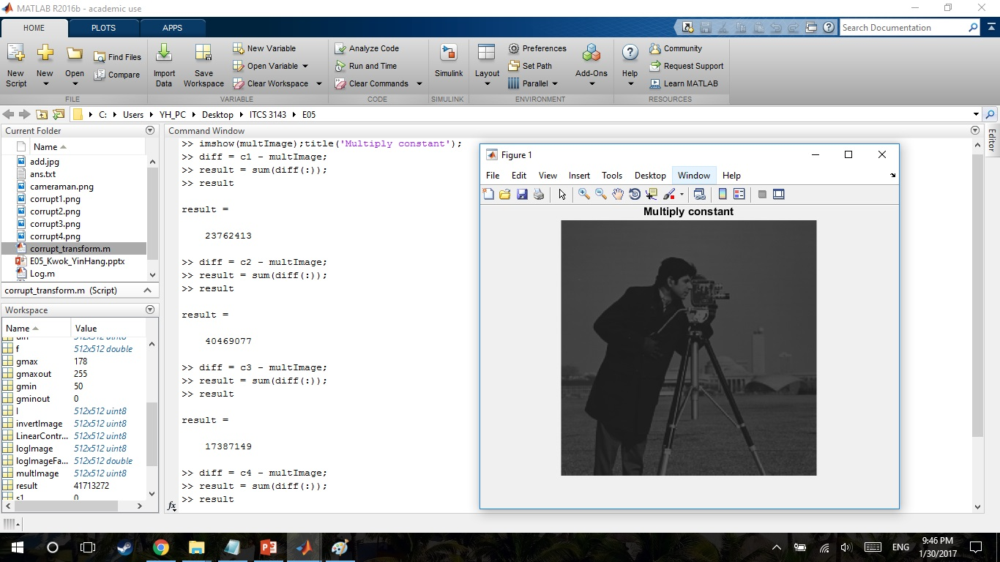 MATLAB R2016b - academic use
HOME PLOTS APPS
Search Documentation
New Script
New
Open
Find Files
Compare
FILE
Import Data
Save Workspace
New Variable
Open Variable
Clear Workspace
VARIABLE
Analyze Code
Run and Time
Clear Commands
CODE
Simulink
SIMULINK
Layout
Preferences
Set Path
Parallel
Add-Ons
ENVIRONMENT
Help
Community
Request Support
Learn MATLAB
RESOURCES
C: Users YH_PC Desktop ITCS 3143 E05
Current Folder
Name
add.jpg
ans.txt
cameraman.png
corrupt1.png
corrupt2.png
corrupt3.png
corrupt4.png
corrupt_transform.m
E05_Kwok_YinHang.pptx
Log.m
corrupt_transform.m (Script)
Workspace
Name Value
512x512 uint8
f 512x512 double
gmax 178
gmaxout 255
gmin 50
gminout 0
I 512x512 uint8
invertImage 512x512 uint8
LinearContr... 512x512 uint8
logImage 512x512 uint8
logImageFa... 512x512 double
multImage 512x512 uint8
result 41713272
s1 0
Command Window
>> imshow(multImage);title('Multiply constant');
>> diff = c1 - multImage;
>> result = sum(diff(:));
>> result
result =
23762413
>> diff = c2 - multImage;
>> result = sum(diff(:));
>> result
result =
40469077
>> diff = c3 - multImage;
>> result = sum(diff(:));
>> result
result =
17387149
>> diff = c4 - multImage;
>> result = sum(diff(:));
fx >> result
Editor
Figure 1
File Edit View Insert Tools Desktop Window Help
Multiply constant
ENG
9:46 PM
1/30/2017